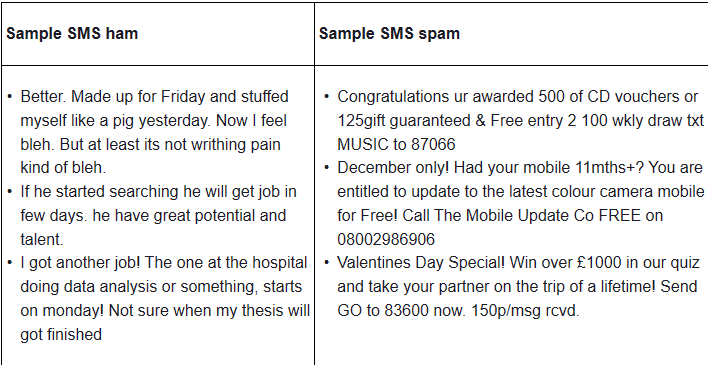 Sample SMS ham
Sample SMS spam
• Better. Made up for Friday and stuffed
myself like a pig yesterday. Now I feel
bleh. But at least its not writhing pain
kind of bleh.
• If he started searching he will get job in
few days. he have great potential and
talent.
• I got another job! The one at the hospital
doing data analysis or something, starts
on monday! Not sure when my thesis will
got finished
• Congratulations ur awarded 500 of CD vouchers or
125gift guaranteed & Free entry 2 100 wkly draw txt
MUSIC to 87066
• December only! Had your mobile 11mths+? You are
entitled to update to the latest colour camera mobile
for Free! Call The Mobile Update Co FREE on
08002986906
• Valentines Day Special! Win over £1000 in our quiz
and take your partner on the trip of a lifetime! Send
GO to 83600 now. 150p/msg rcvd.